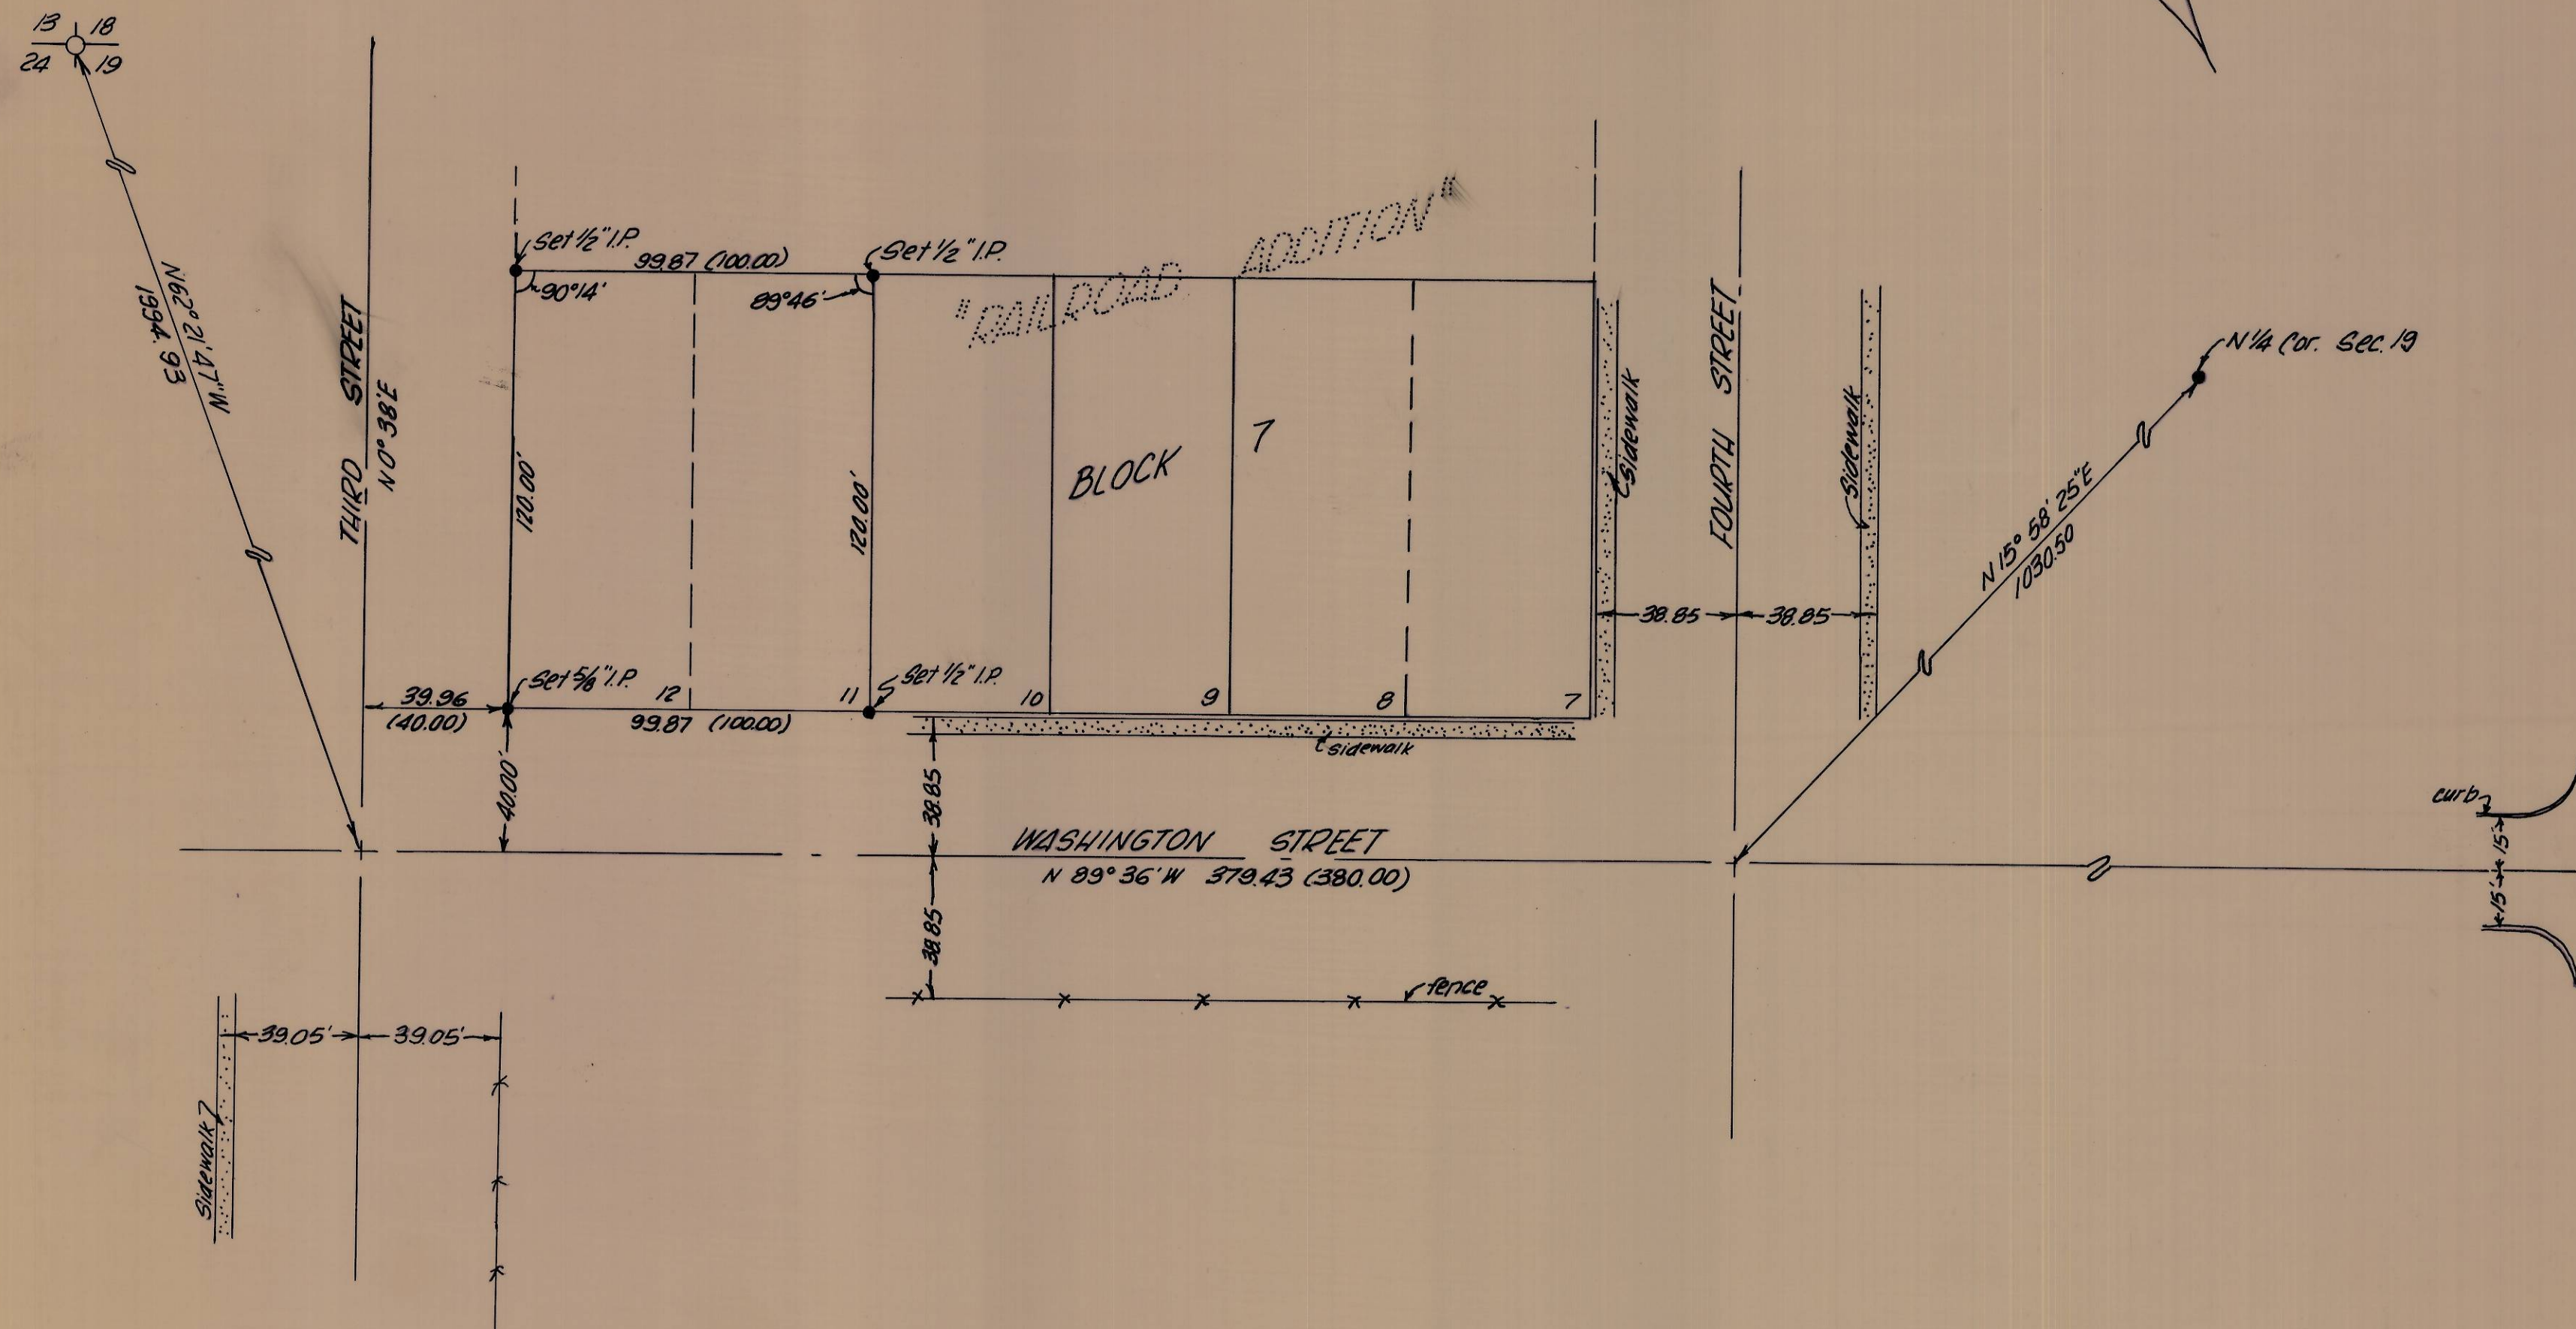 13 18
24 19
N 62° 21' 47" W
1994.93
THIRD STREET
N 0° 38' E
Set 1/2" I.P.
99.87 (100.00)
Set 1/2" I.P.
90°14'
89°46'
"RAILROAD ADDITION"
120.00'
120.00'
BLOCK 7
Sidewalk
FOURTH STREET
Sidewalk
N 1/4 Cor. Sec. 19
N 15° 58' 25" E
1030.50
38.85 38.85
39.96
(40.00)
Set 5/8" I.P.
12
11
Set 1/2" I.P.
10
9
8
7
99.87 (100.00)
sidewalk
40.00'
38.85
WASHINGTON STREET
N 89° 36' W 379.43 (380.00)
38.85
fence
curb
15'
15'
39.05' 39.05'
Sidewalk